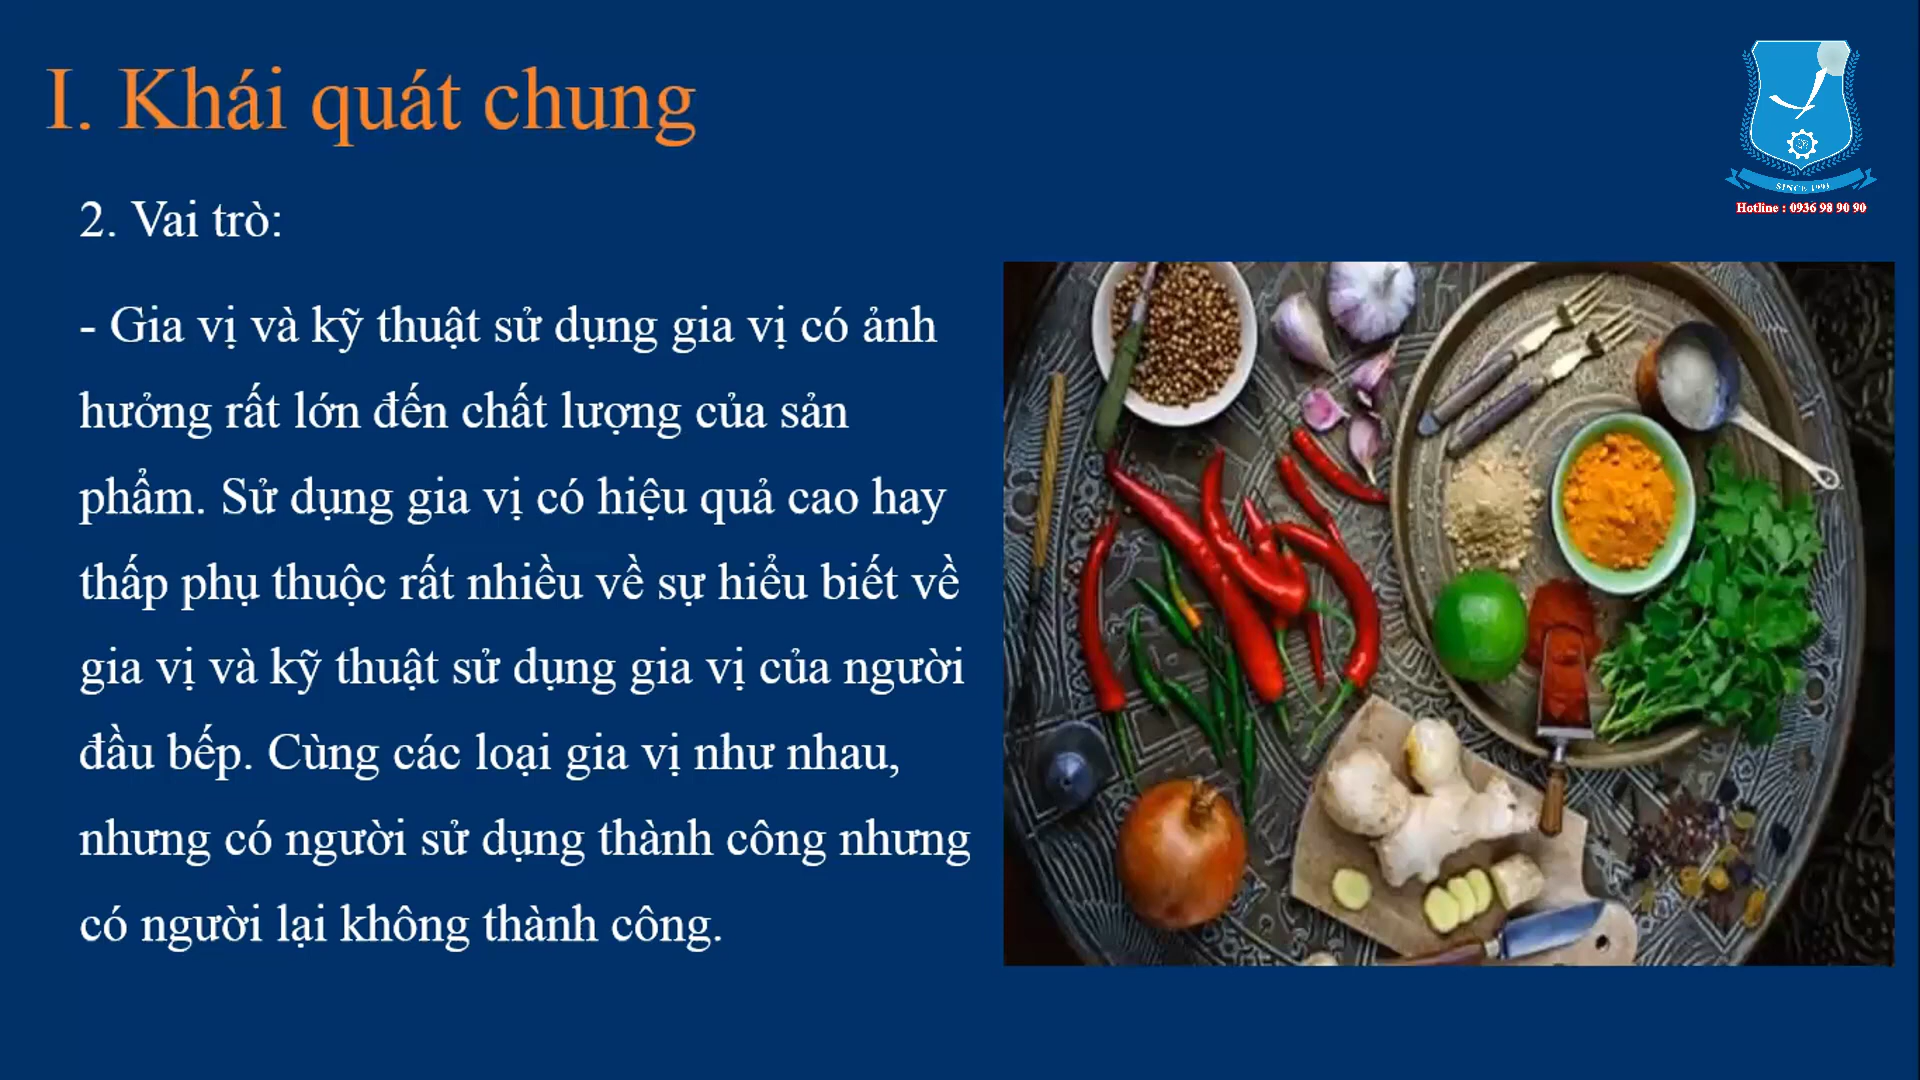 I. Khái quát chung
SINCE 1991
Hotline : 0936 98 90 90
2. Vai trò:
- Gia vị và kỹ thuật sử dụng gia vị có ảnh
hưởng rất lớn đến chất lượng của sản
phẩm. Sử dụng gia vị có hiệu quả cao hay
thấp phụ thuộc rất nhiều về sự hiểu biết về
gia vị và kỹ thuật sử dụng gia vị của người
đầu bếp. Cùng các loại gia vị như nhau,
nhưng có người sử dụng thành công nhưng
có người lại không thành công.